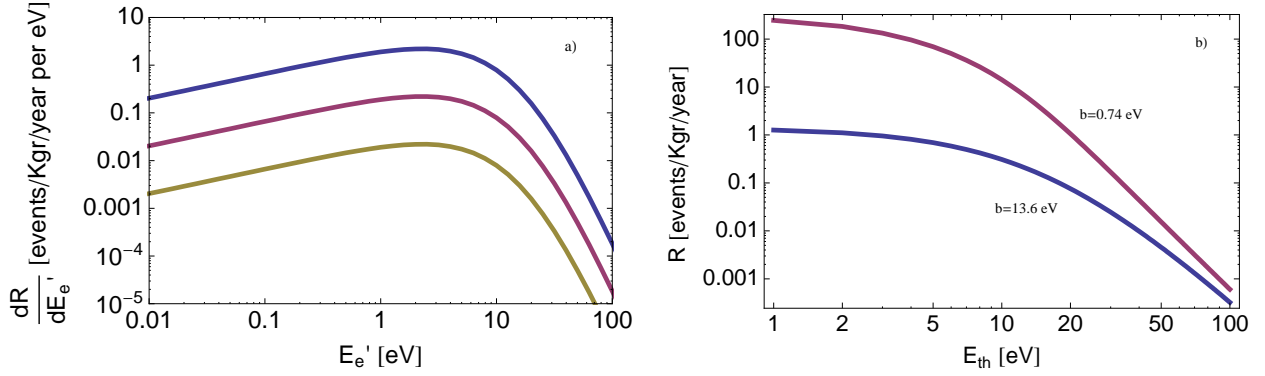 dR
dE_e' [events/Kgr/year per eV]
10
1
0.1
0.01
0.001
10^-4
10^-5
0.01 0.1 1 10 100
E_e' [eV]
a)
R [events/Kgr/year]
100
10
1
0.1
0.01
0.001
1 2 5 10 20 50 100
E_th [eV]
b)
b=0.74 eV
b=13.6 eV